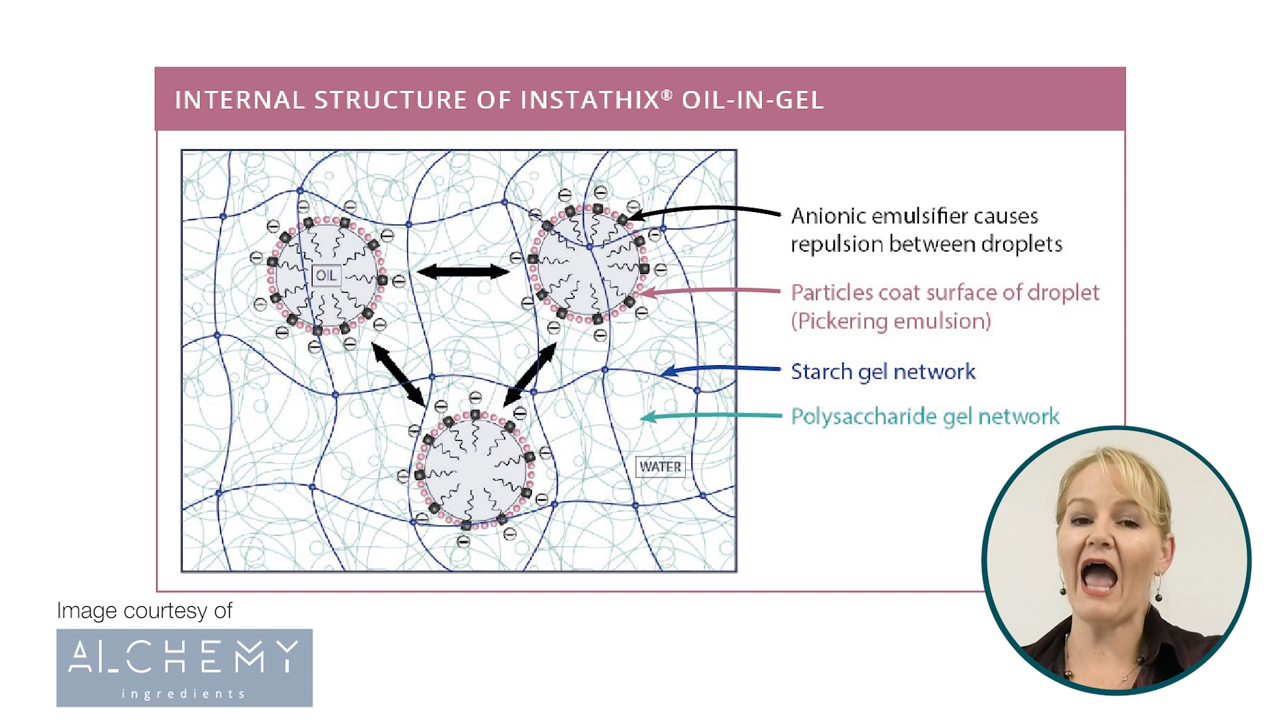 INTERNAL STRUCTURE OF INSTATHIX® OIL-IN-GEL
OIL
Anionic emulsifier causes
repulsion between droplets
Particles coat surface of droplet
(Pickering emulsion)
Starch gel network
Polysaccharide gel network
WATER
Image courtesy of
ALCHEMY
ingredients